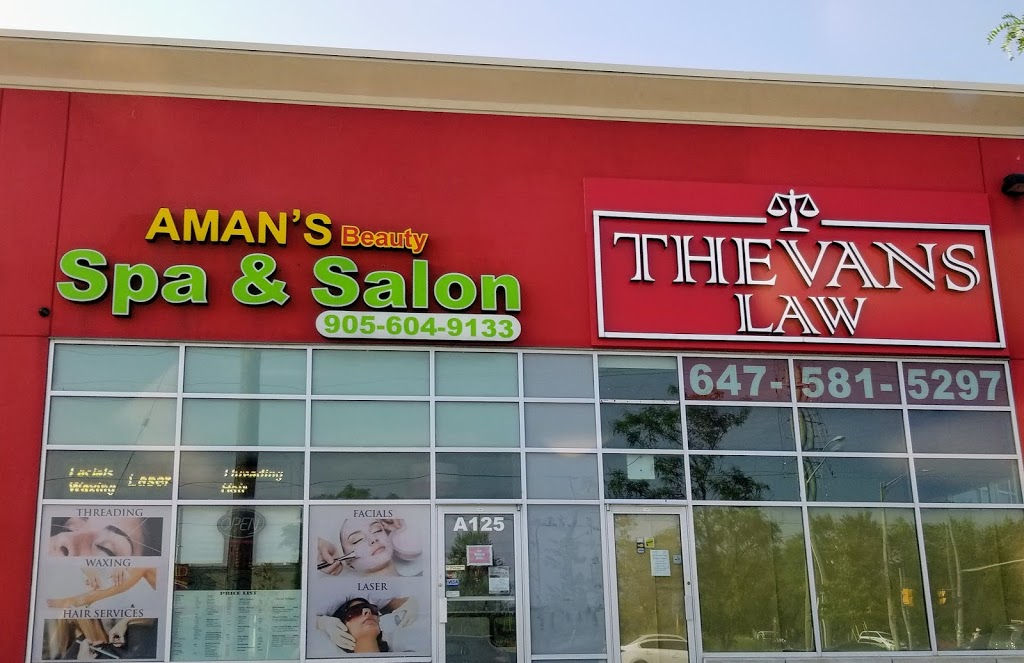 AMAN'S Beauty
Spa & Salon
905-604-9133
THEVANS
LAW
647-581-5297
Facials
Waxing
Laser
Threading
Hair
THREADING
WAXING
HAIR SERVICES
OPEN
PRICE LIST
FACIALS
LASER
A125
VISA